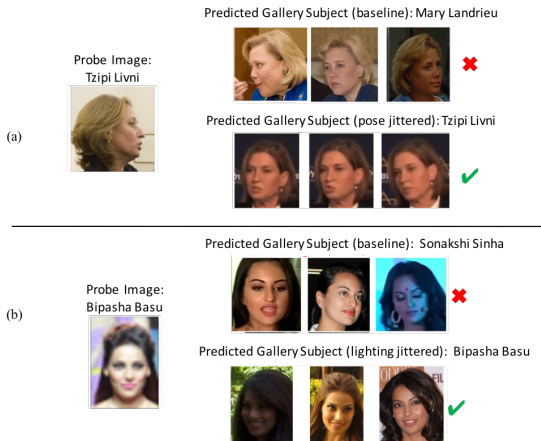 Predicted Gallery Subject (baseline): Mary Landrieu
Probe Image:
Tzipi Livni
(a)
Predicted Gallery Subject (pose jittered): Tzipi Livni
Predicted Gallery Subject (baseline): Sonakshi Sinha
Probe Image:
Bipasha Basu
(b)
Predicted Gallery Subject (lighting jittered): Bipasha Basu